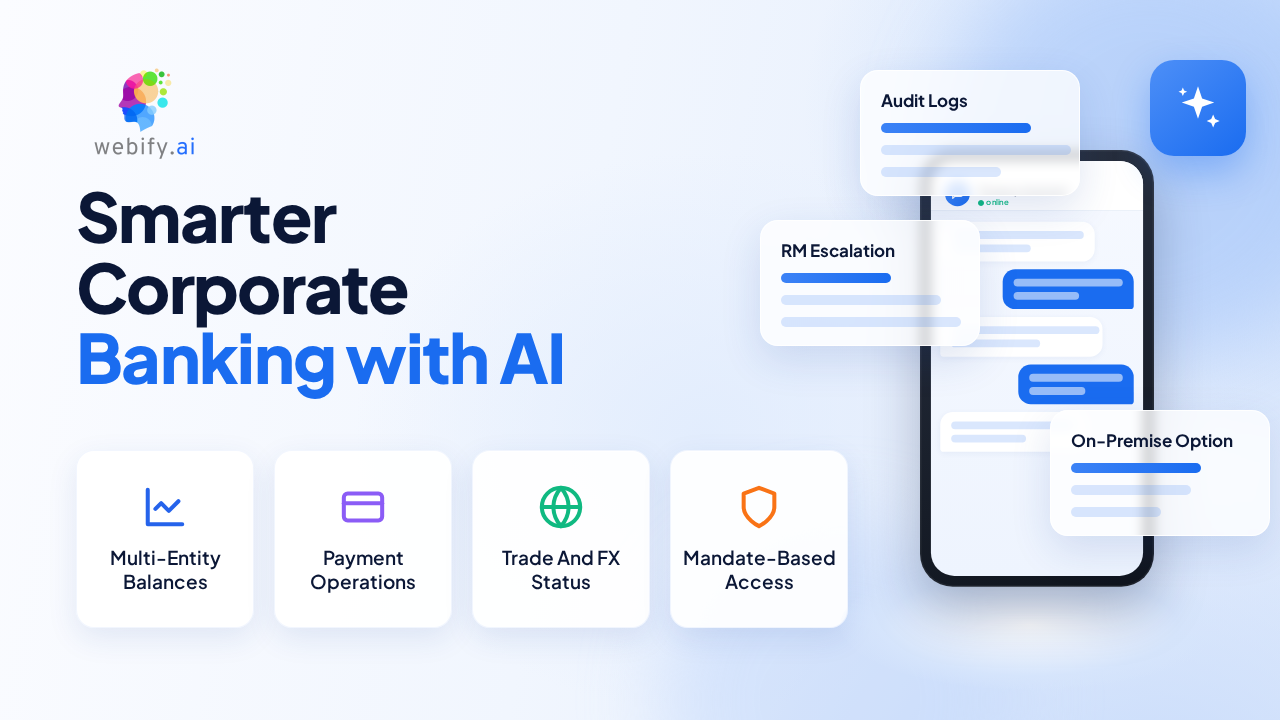 webify.ai
Smarter
Corporate
Banking with AI
Multi-Entity
Balances
Payment
Operations
Trade And FX
Status
Mandate-Based
Access
Audit Logs
online
RM Escalation
On-Premise Option